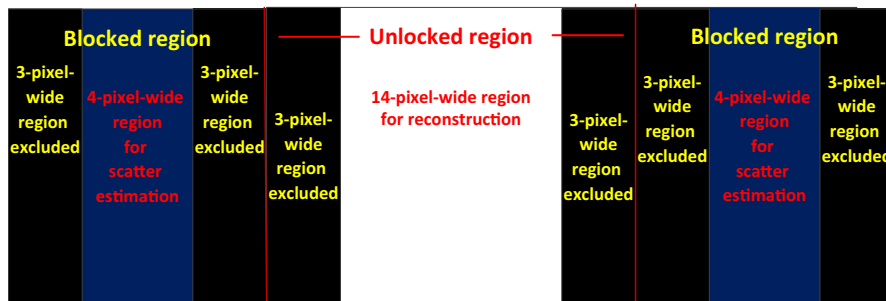 Blocked region
Unlocked region
Blocked region
3-pixel-
wide
region
excluded
4-pixel-wide
region
for
scatter
estimation
3-pixel-
wide
region
excluded
3-pixel-
wide
region
excluded
14-pixel-wide region
for reconstruction
3-pixel-
wide
region
excluded
3-pixel-
wide
region
excluded
4-pixel-wide
region
for
scatter
estimation
3-pixel-
wide
region
excluded